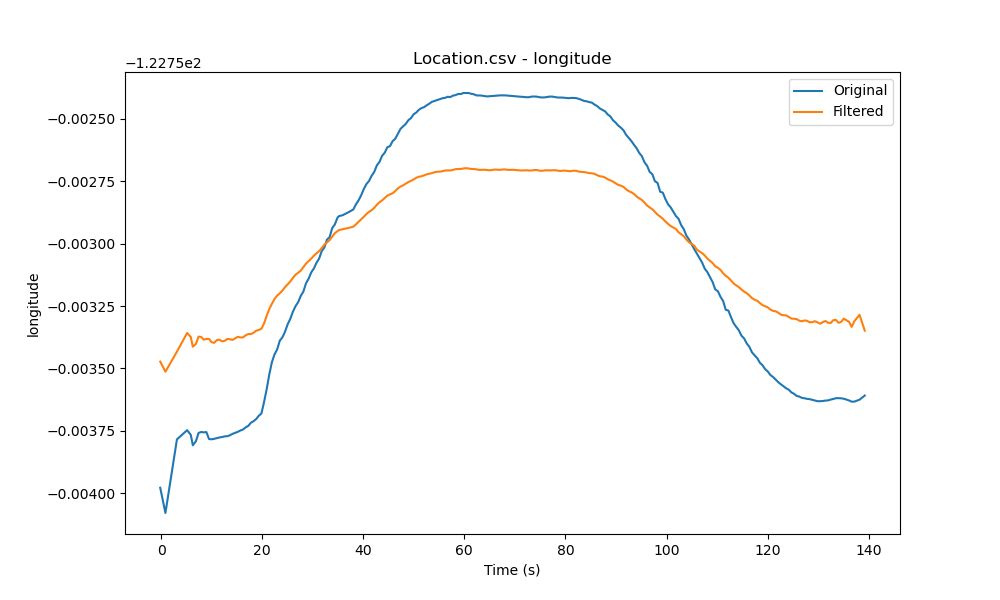 Location.csv - longitude
−1.2275e2
Original
Filtered
−0.00250
−0.00275
−0.00300
−0.00325
−0.00350
−0.00375
−0.00400
longitude
0 20 40 60 80 100 120 140
Time (s)